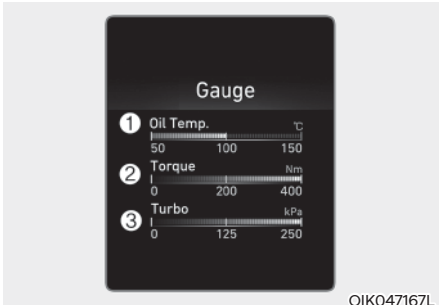 Gauge
① Oil Temp. ℃
50 100 150
② Torque Nm
0 200 400
③ Turbo kPa
0 125 250
OIK047167L